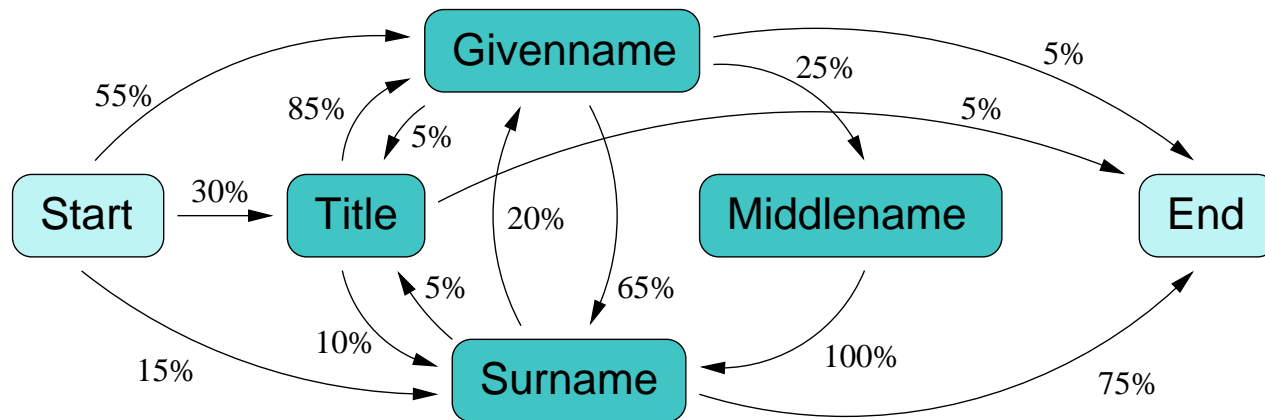 Givenname
5%
25%
55%
85%
5%
5%
Start
30%
Title
20%
Middlename
End
5%
65%
10%
15%
Surname
100%
75%